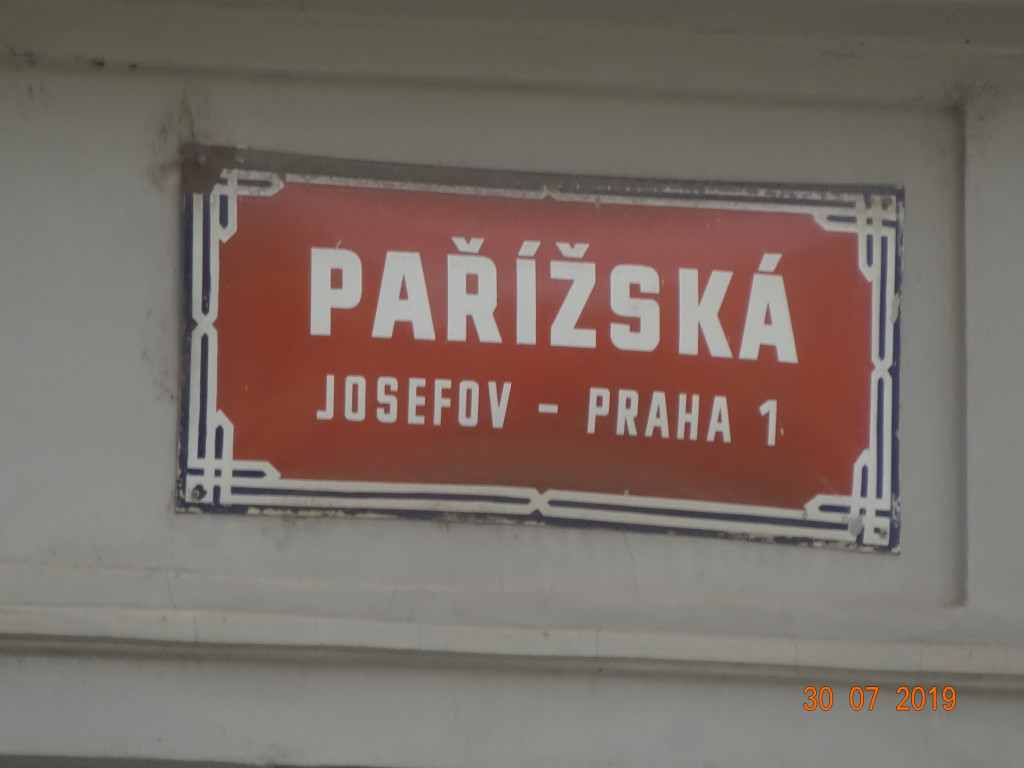 PAŘÍŽSKÁ
JOSEFOV - PRAHA 1
30 07 2019